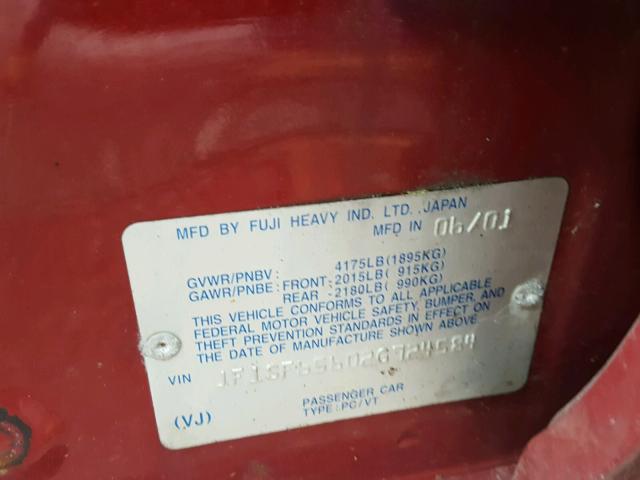 MFD BY FUJI HEAVY IND. LTD.,JAPAN
MFD IN 06/01
GVWR/PNBV : 4175LB(1895KG)
GAWR/PNBE: FRONT-2015LB( 915KG)
REAR -2180LB( 990KG)
THIS VEHICLE CONFORMS TO ALL APPLICABLE
FEDERAL MOTOR VEHICLE SAFETY, BUMPER, AND
THEFT PREVENTION STANDARDS IN EFFECT ON
THE DATE OF MANUFACTURE SHOWN ABOVE.
VIN
PASSENGER CAR
(VJ) TYPE:PC/VT